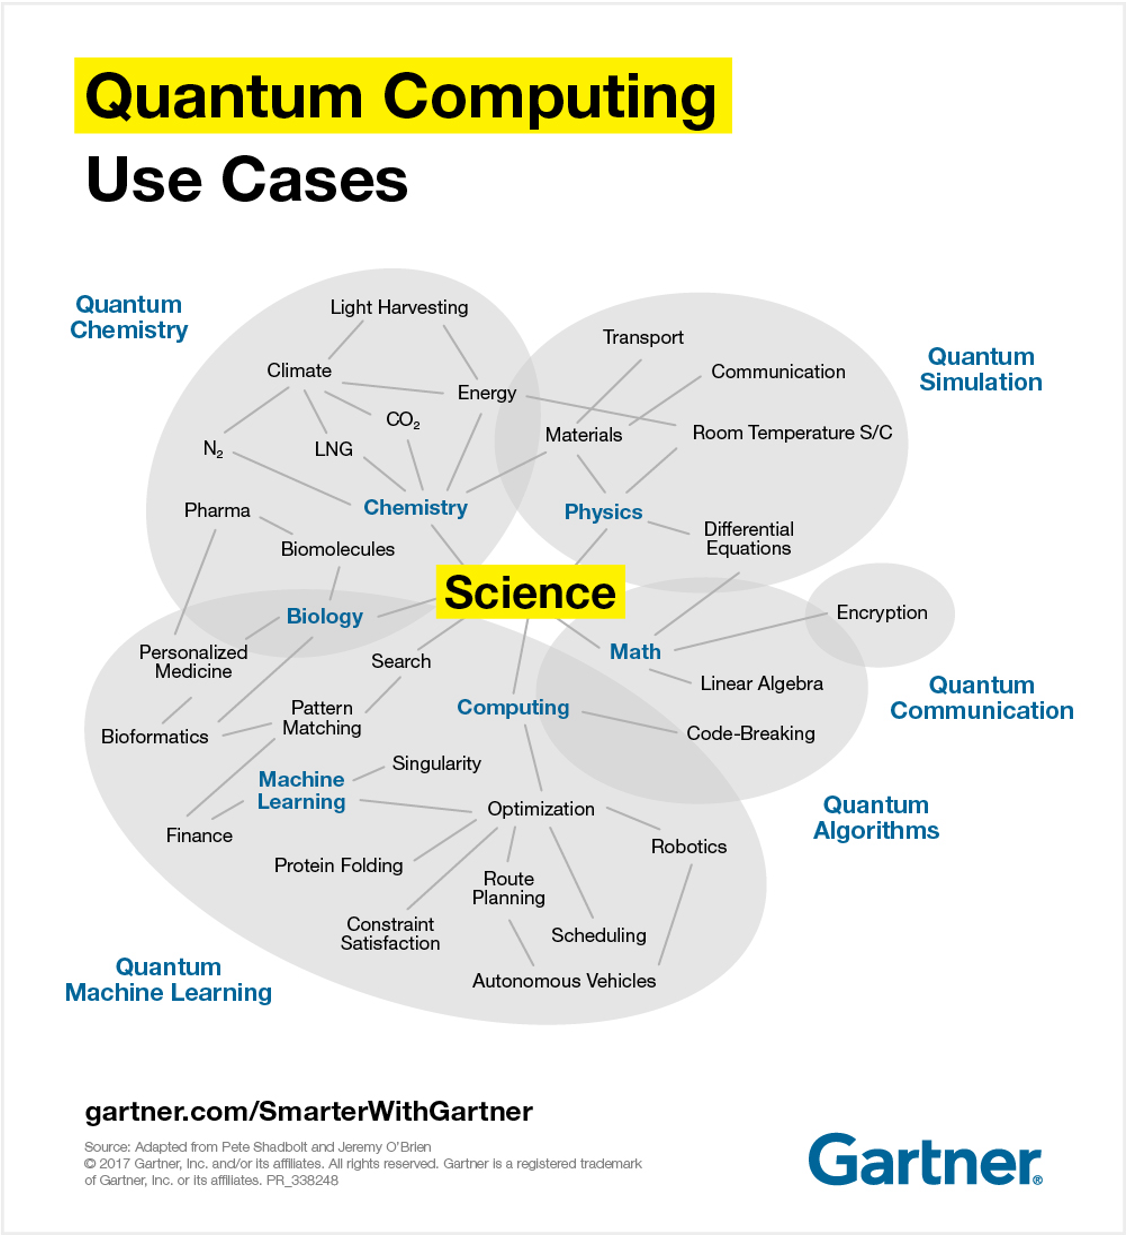 Quantum Computing
Use Cases
Quantum
Chemistry
Light Harvesting
Climate
Energy
CO₂
N₂
LNG
Chemistry
Pharma
Biomolecules
Transport
Communication
Materials
Room Temperature S/C
Physics
Differential
Equations
Quantum
Simulation
Science
Biology
Personalized
Medicine
Search
Pattern
Matching
Bioformatics
Computing
Math
Encryption
Linear Algebra
Code-Breaking
Quantum
Communication
Quantum
Algorithms
Machine
Learning
Singularity
Finance
Optimization
Robotics
Protein Folding
Route
Planning
Constraint
Satisfaction
Scheduling
Autonomous Vehicles
Quantum
Machine Learning
gartner.com/SmarterWithGartner
Source: Adapted from Pete Shadbolt and Jeremy O'Brien
© 2017 Gartner, Inc. and/or its affiliates. All rights reserved. Gartner is a registered trademark
of Gartner, Inc. or its affiliates. PR_338248
Gartner®